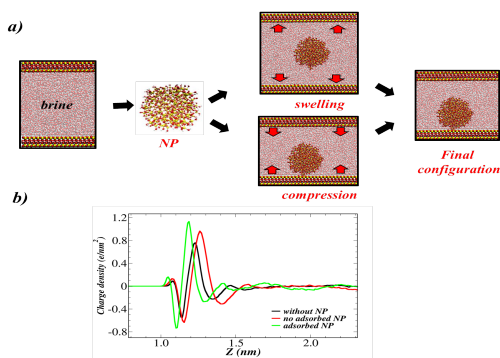 a)
brine
NP
swelling
compression
Final
configuration
b)
Charge density (e/nm²)
1.2
0.8
0.4
0
-0.4
-0.8
without NP
no adsorbed NP
adsorbed NP
1.0
1.5
2.0
Z (nm)